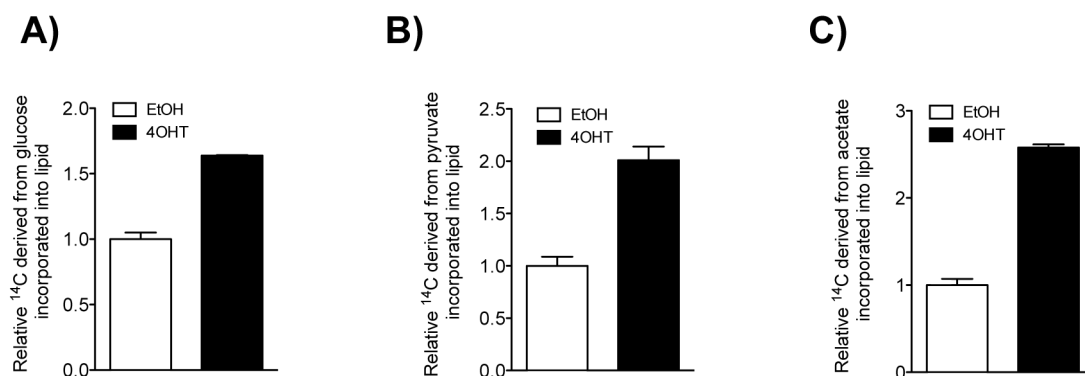 A)
Relative ¹⁴C derived from glucose
incorporated into lipid
2.0
1.5
1.0
0.5
0.0
EtOH
4OHT
B)
Relative ¹⁴C derived from pyruvate
incorporated into lipid
2.5
2.0
1.5
1.0
0.5
0.0
EtOH
4OHT
C)
Relative ¹⁴C derived from acetate
incorporated into lipid
3
2
1
0
EtOH
4OHT